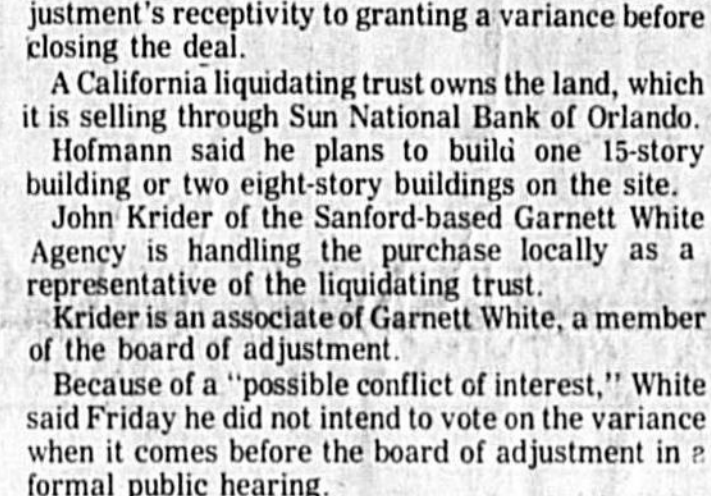 justment's receptivity to granting a variance before
closing the deal.
A California liquidating trust owns the land, which
it is selling through Sun National Bank of Orlando.
Hofmann said he plans to build one 15-story
building or two eight-story buildings on the site.
John Krider of the Sanford-based Garnett White
Agency is handling the purchase locally as a
representative of the liquidating trust.
Krider is an associate of Garnett White, a member
of the board of adjustment.
Because of a "possible conflict of interest," White
said Friday he did not intend to vote on the variance
when it comes before the board of adjustment in a
formal public hearing.